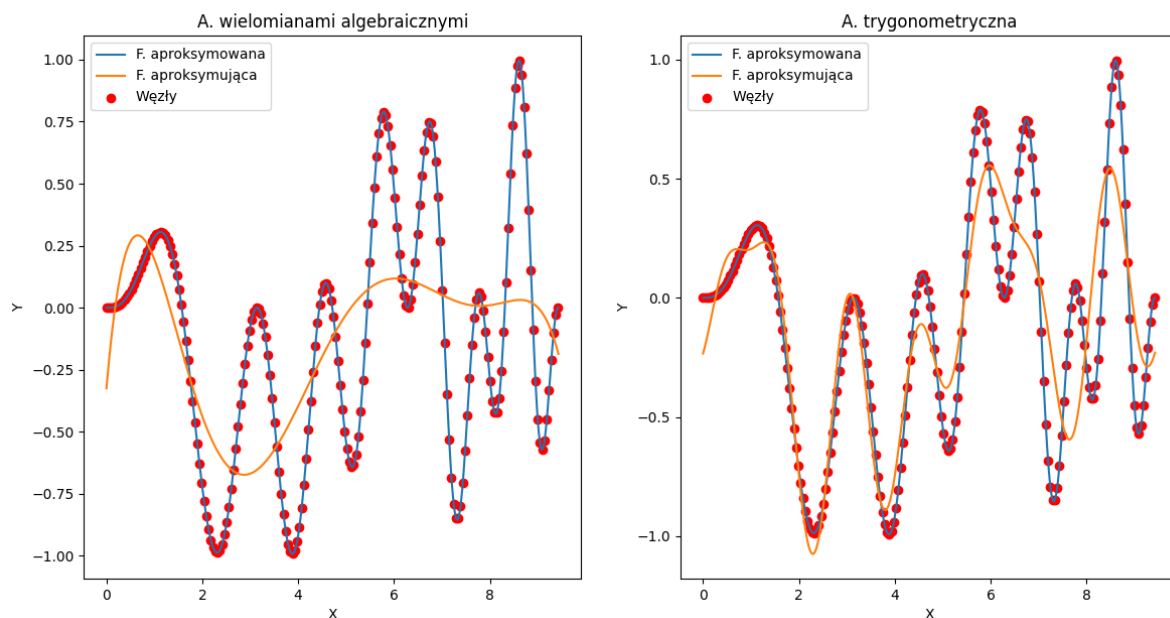 A. wielomianami algebraicznymi
F. aproksymowana
F. aproksymująca
Węzły
1.00
0.75
0.50
0.25
0.00
−0.25
−0.50
−0.75
−1.00
Y
0
2
4
6
8
X
A. trygonometryczna
F. aproksymowana
F. aproksymująca
Węzły
1.0
0.5
0.0
−0.5
−1.0
Y
0
2
4
6
8
X